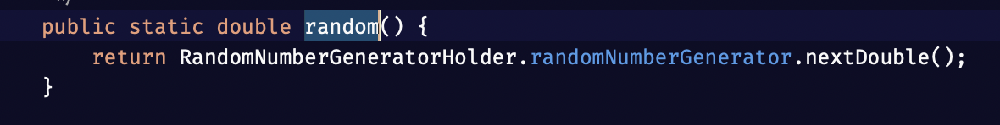 */
public static double random() {
return RandomNumberGeneratorHolder.randomNumberGenerator.nextDouble();
}